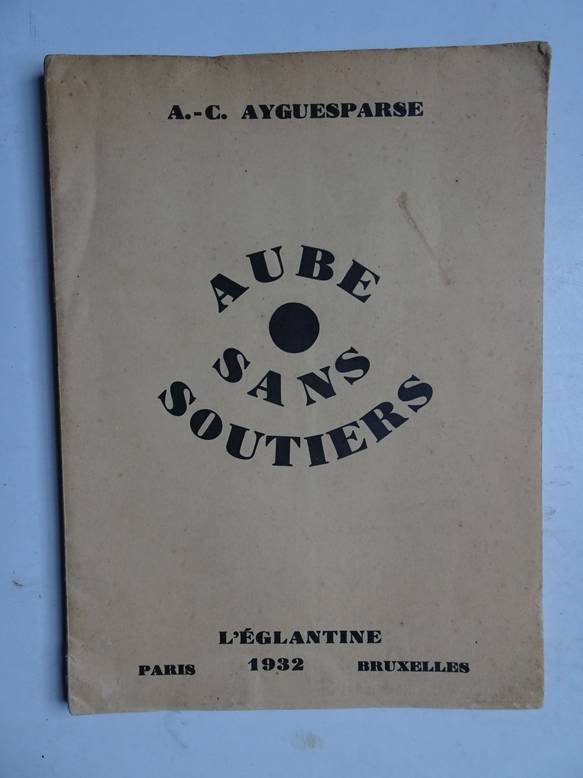 A.-C. AYGUESPARSE
AUBE
SANS
SOUTIERS
L'ÉGLANTINE
PARIS 1932 BRUXELLES